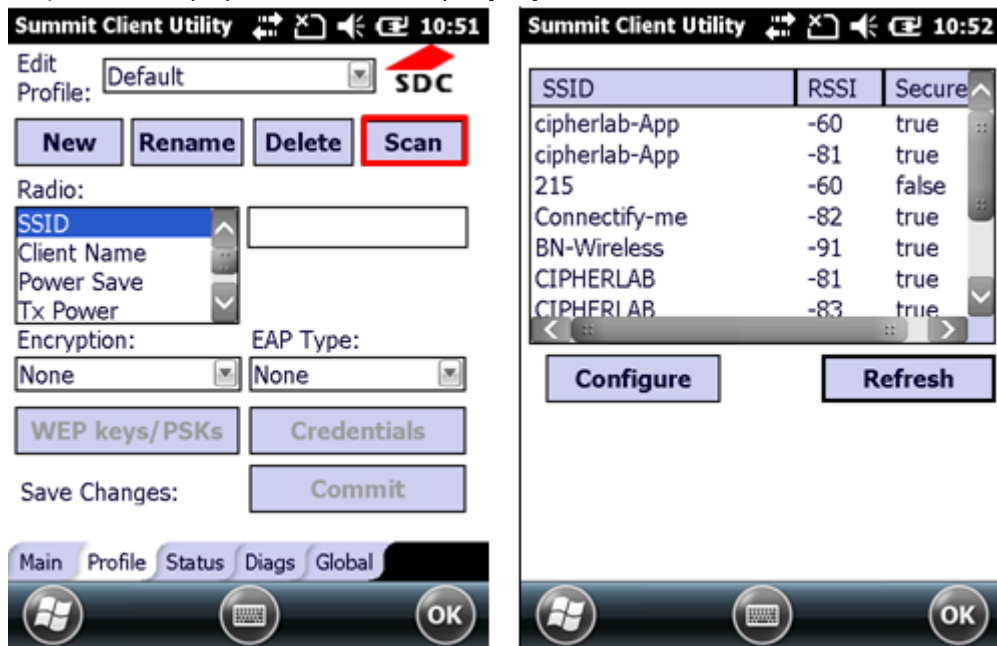 Summit Client Utility 10:51
Edit Profile: Default
SDC
New Rename Delete Scan
Radio:
SSID
Client Name
Power Save
Tx Power
Encryption: EAP Type:
None None
WEP keys/PSKs Credentials
Save Changes: Commit
Main Profile Status Diags Global
OK
Summit Client Utility 10:52
SSID RSSI Secure
cipherlab-App -60 true
cipherlab-App -81 true
215 -60 false
Connectify-me -82 true
BN-Wireless -91 true
CIPHERLAB -81 true
CIPHERLAB -83 true
Configure Refresh
OK